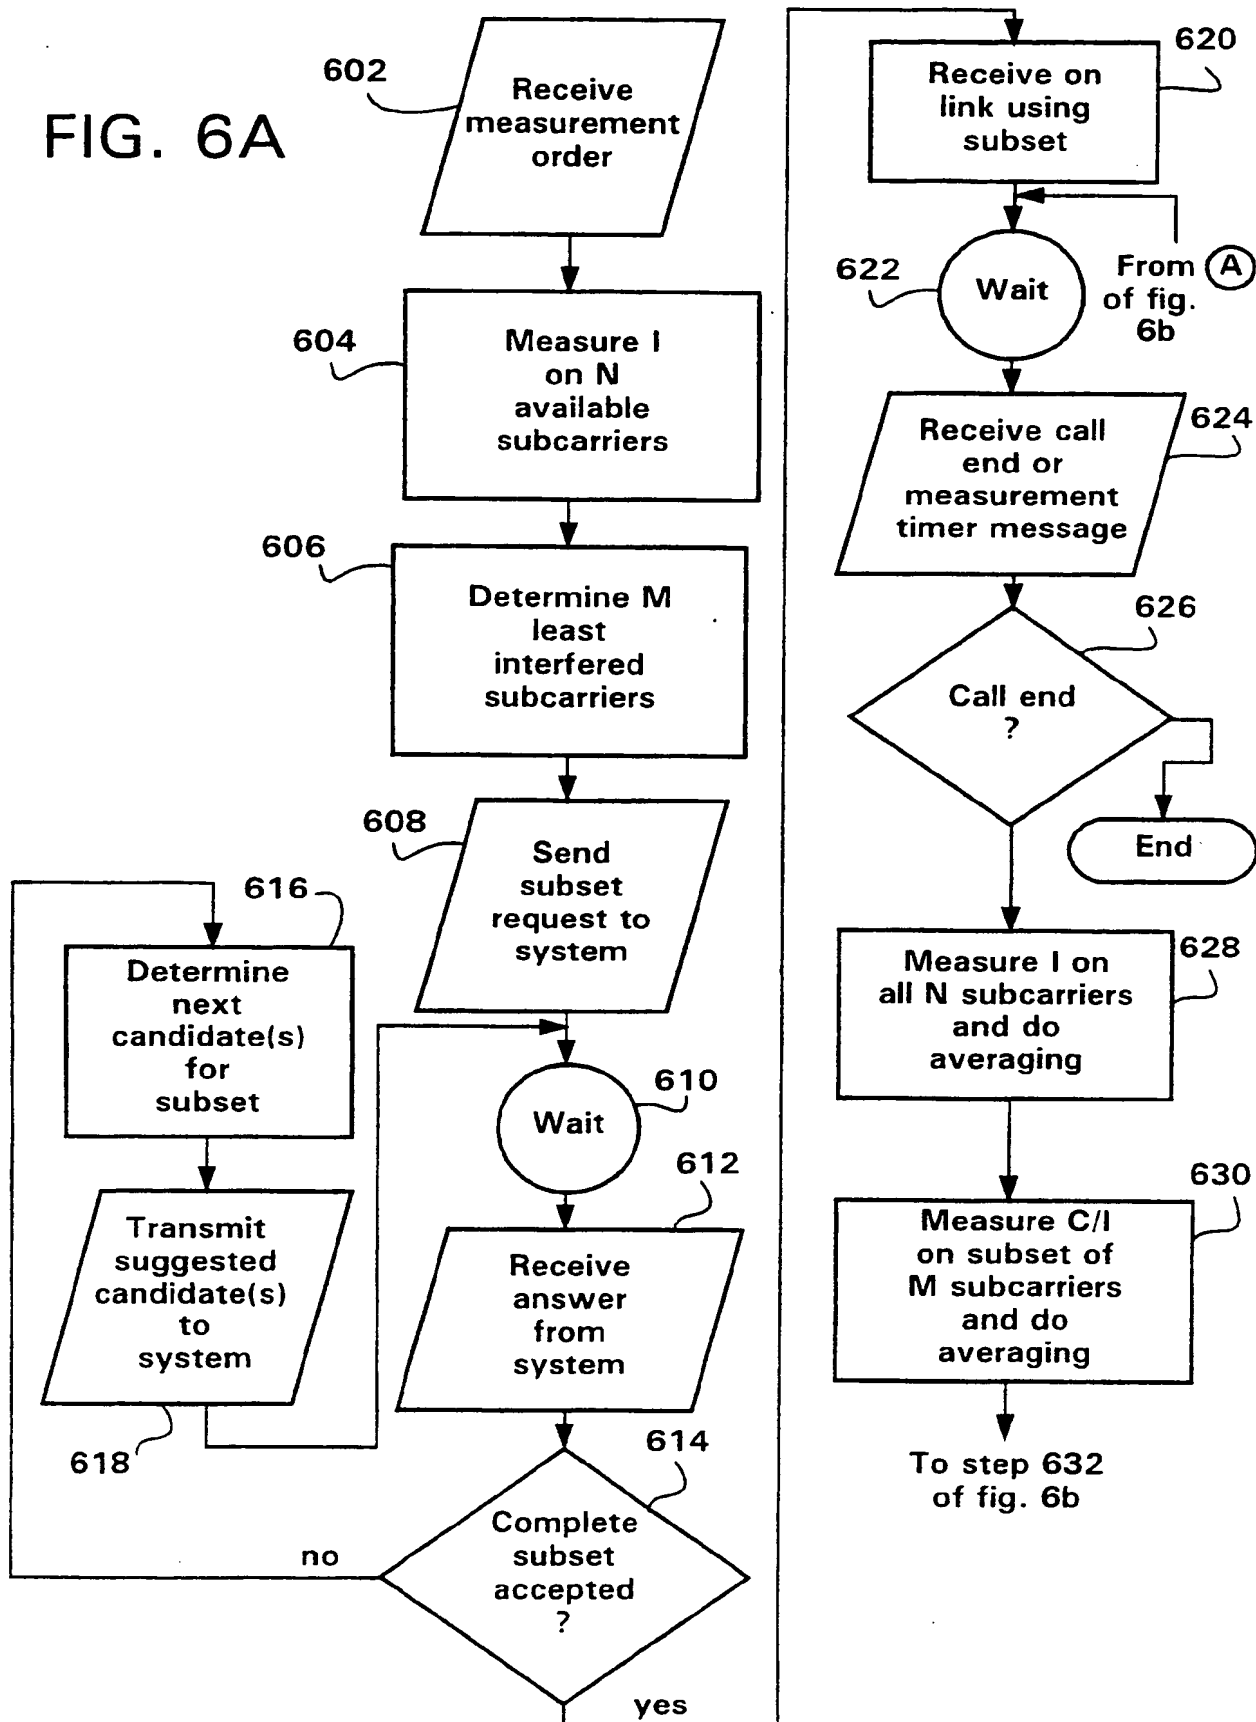 FIG. 6A
602
Receive
measurement
order
604
Measure I
on N
available
subcarriers
606
Determine M
least
interfered
subcarriers
608
Send
subset
request to
system
610
Wait
612
Receive
answer
from
system
614
Complete
subset
accepted
?
no
yes
616
Determine
next
candidate(s)
for
subset
Transmit
suggested
candidate(s)
to
system
618
620
Receive on
link using
subset
622
Wait
From A
of fig.
6b
624
Receive call
end or
measurement
timer message
626
Call end
?
End
628
Measure I on
all N subcarriers
and do
averaging
630
Measure C/I
on subset of
M subcarriers
and do
averaging
To step 632
of fig. 6b